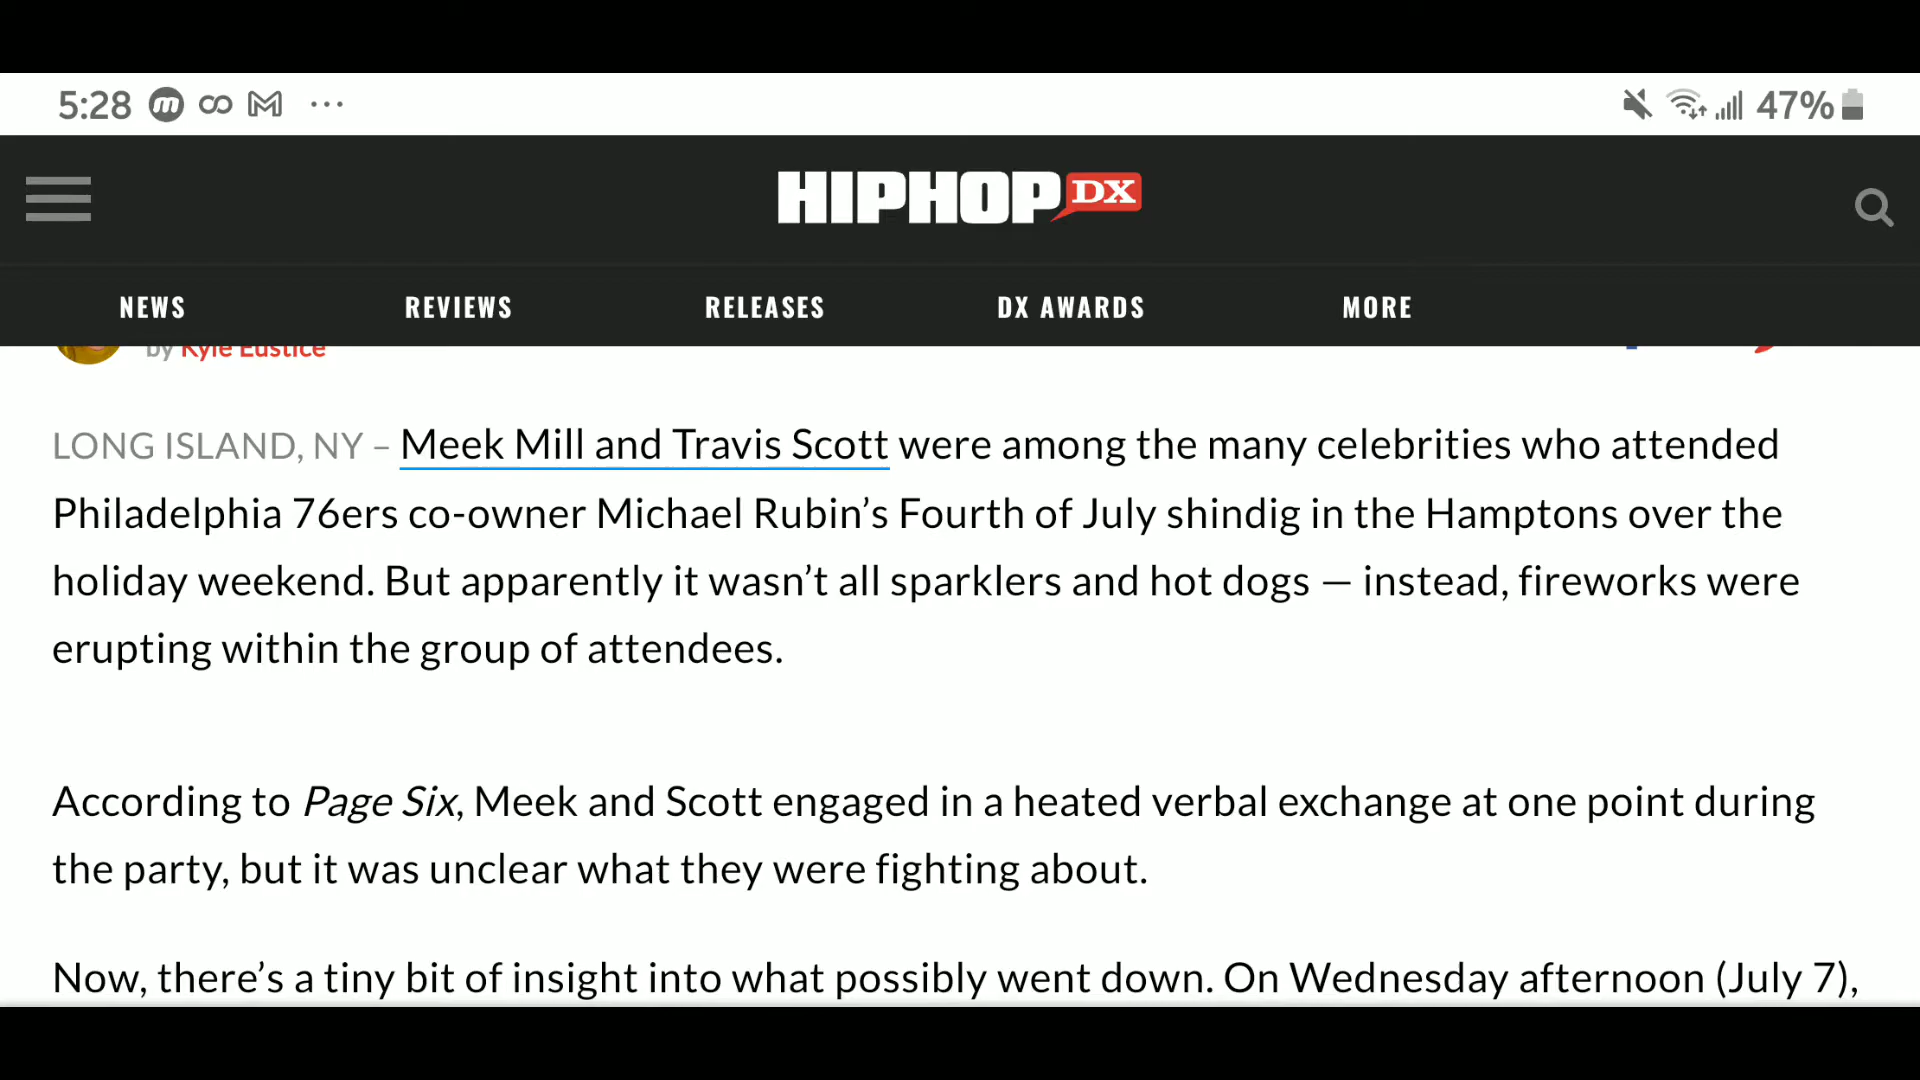 5:28 ... 47%
HIPHOP DX
NEWS REVIEWS RELEASES DX AWARDS MORE
by Kyle Eustice
LONG ISLAND, NY – Meek Mill and Travis Scott were among the many celebrities who attended
Philadelphia 76ers co-owner Michael Rubin’s Fourth of July shindig in the Hamptons over the
holiday weekend. But apparently it wasn’t all sparklers and hot dogs — instead, fireworks were
erupting within the group of attendees.
According to Page Six, Meek and Scott engaged in a heated verbal exchange at one point during
the party, but it was unclear what they were fighting about.
Now, there’s a tiny bit of insight into what possibly went down. On Wednesday afternoon (July 7),